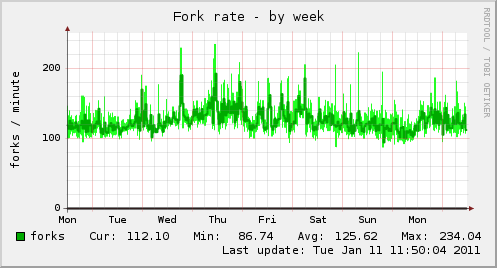 Fork rate - by week
RRDTOOL / TOBI OETIKER
forks / minute
200
100
0
Mon Tue Wed Thu Fri Sat Sun Mon
forks Cur: 112.10 Min: 86.74 Avg: 125.62 Max: 234.04
Last update: Tue Jan 11 11:50:04 2011